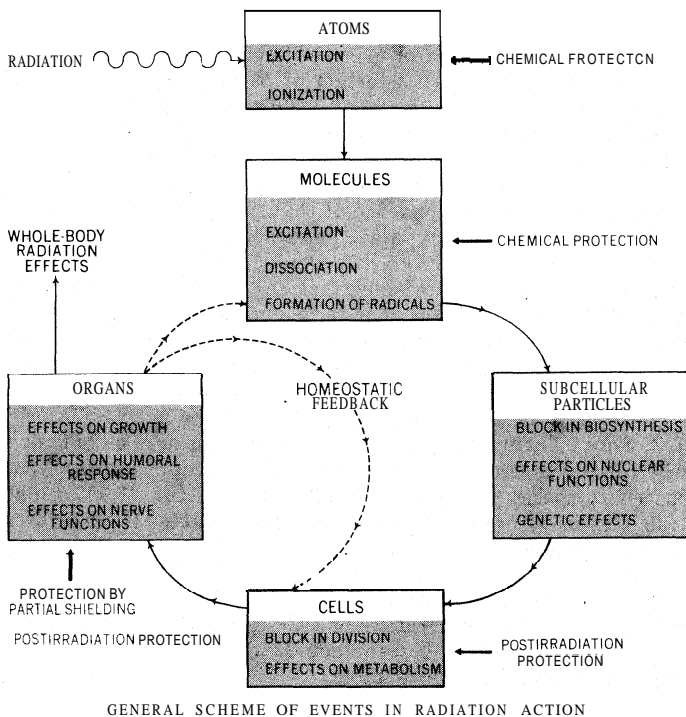 ATOMS
EXCITATION
IONIZATION
RADIATION
CHEMICAL FROTECTCN
MOLECULES
EXCITATION
DISSOCIATION
FORMATION OF RADICALS
CHEMICAL PROTECTION
WHOLE-BODY
RADIATION
EFFECTS
ORGANS
EFFECTS ON GROWTH
EFFECTS ON HUMORAL
RESPONSE
EFFECTS ON NERVE
FUNCTIONS
HOMEOSTATIC
FEEDBACK
SUBCELLULAR
PARTICLES
BLOCK IN BIOSYNTHESIS
EFFECTS ON NUCLEAR
FUNCTIONS
GENETIC EFFECTS
PROTECTION BY
PARTIAL SHIELDING
POSTIRRADIATION PROTECTION
CELLS
BLOCK IN DIVISION
EFFECTS ON METABOLISM
POSTIRRADIATION
PROTECTION
GENERAL SCHEME OF EVENTS IN RADIATION ACTION